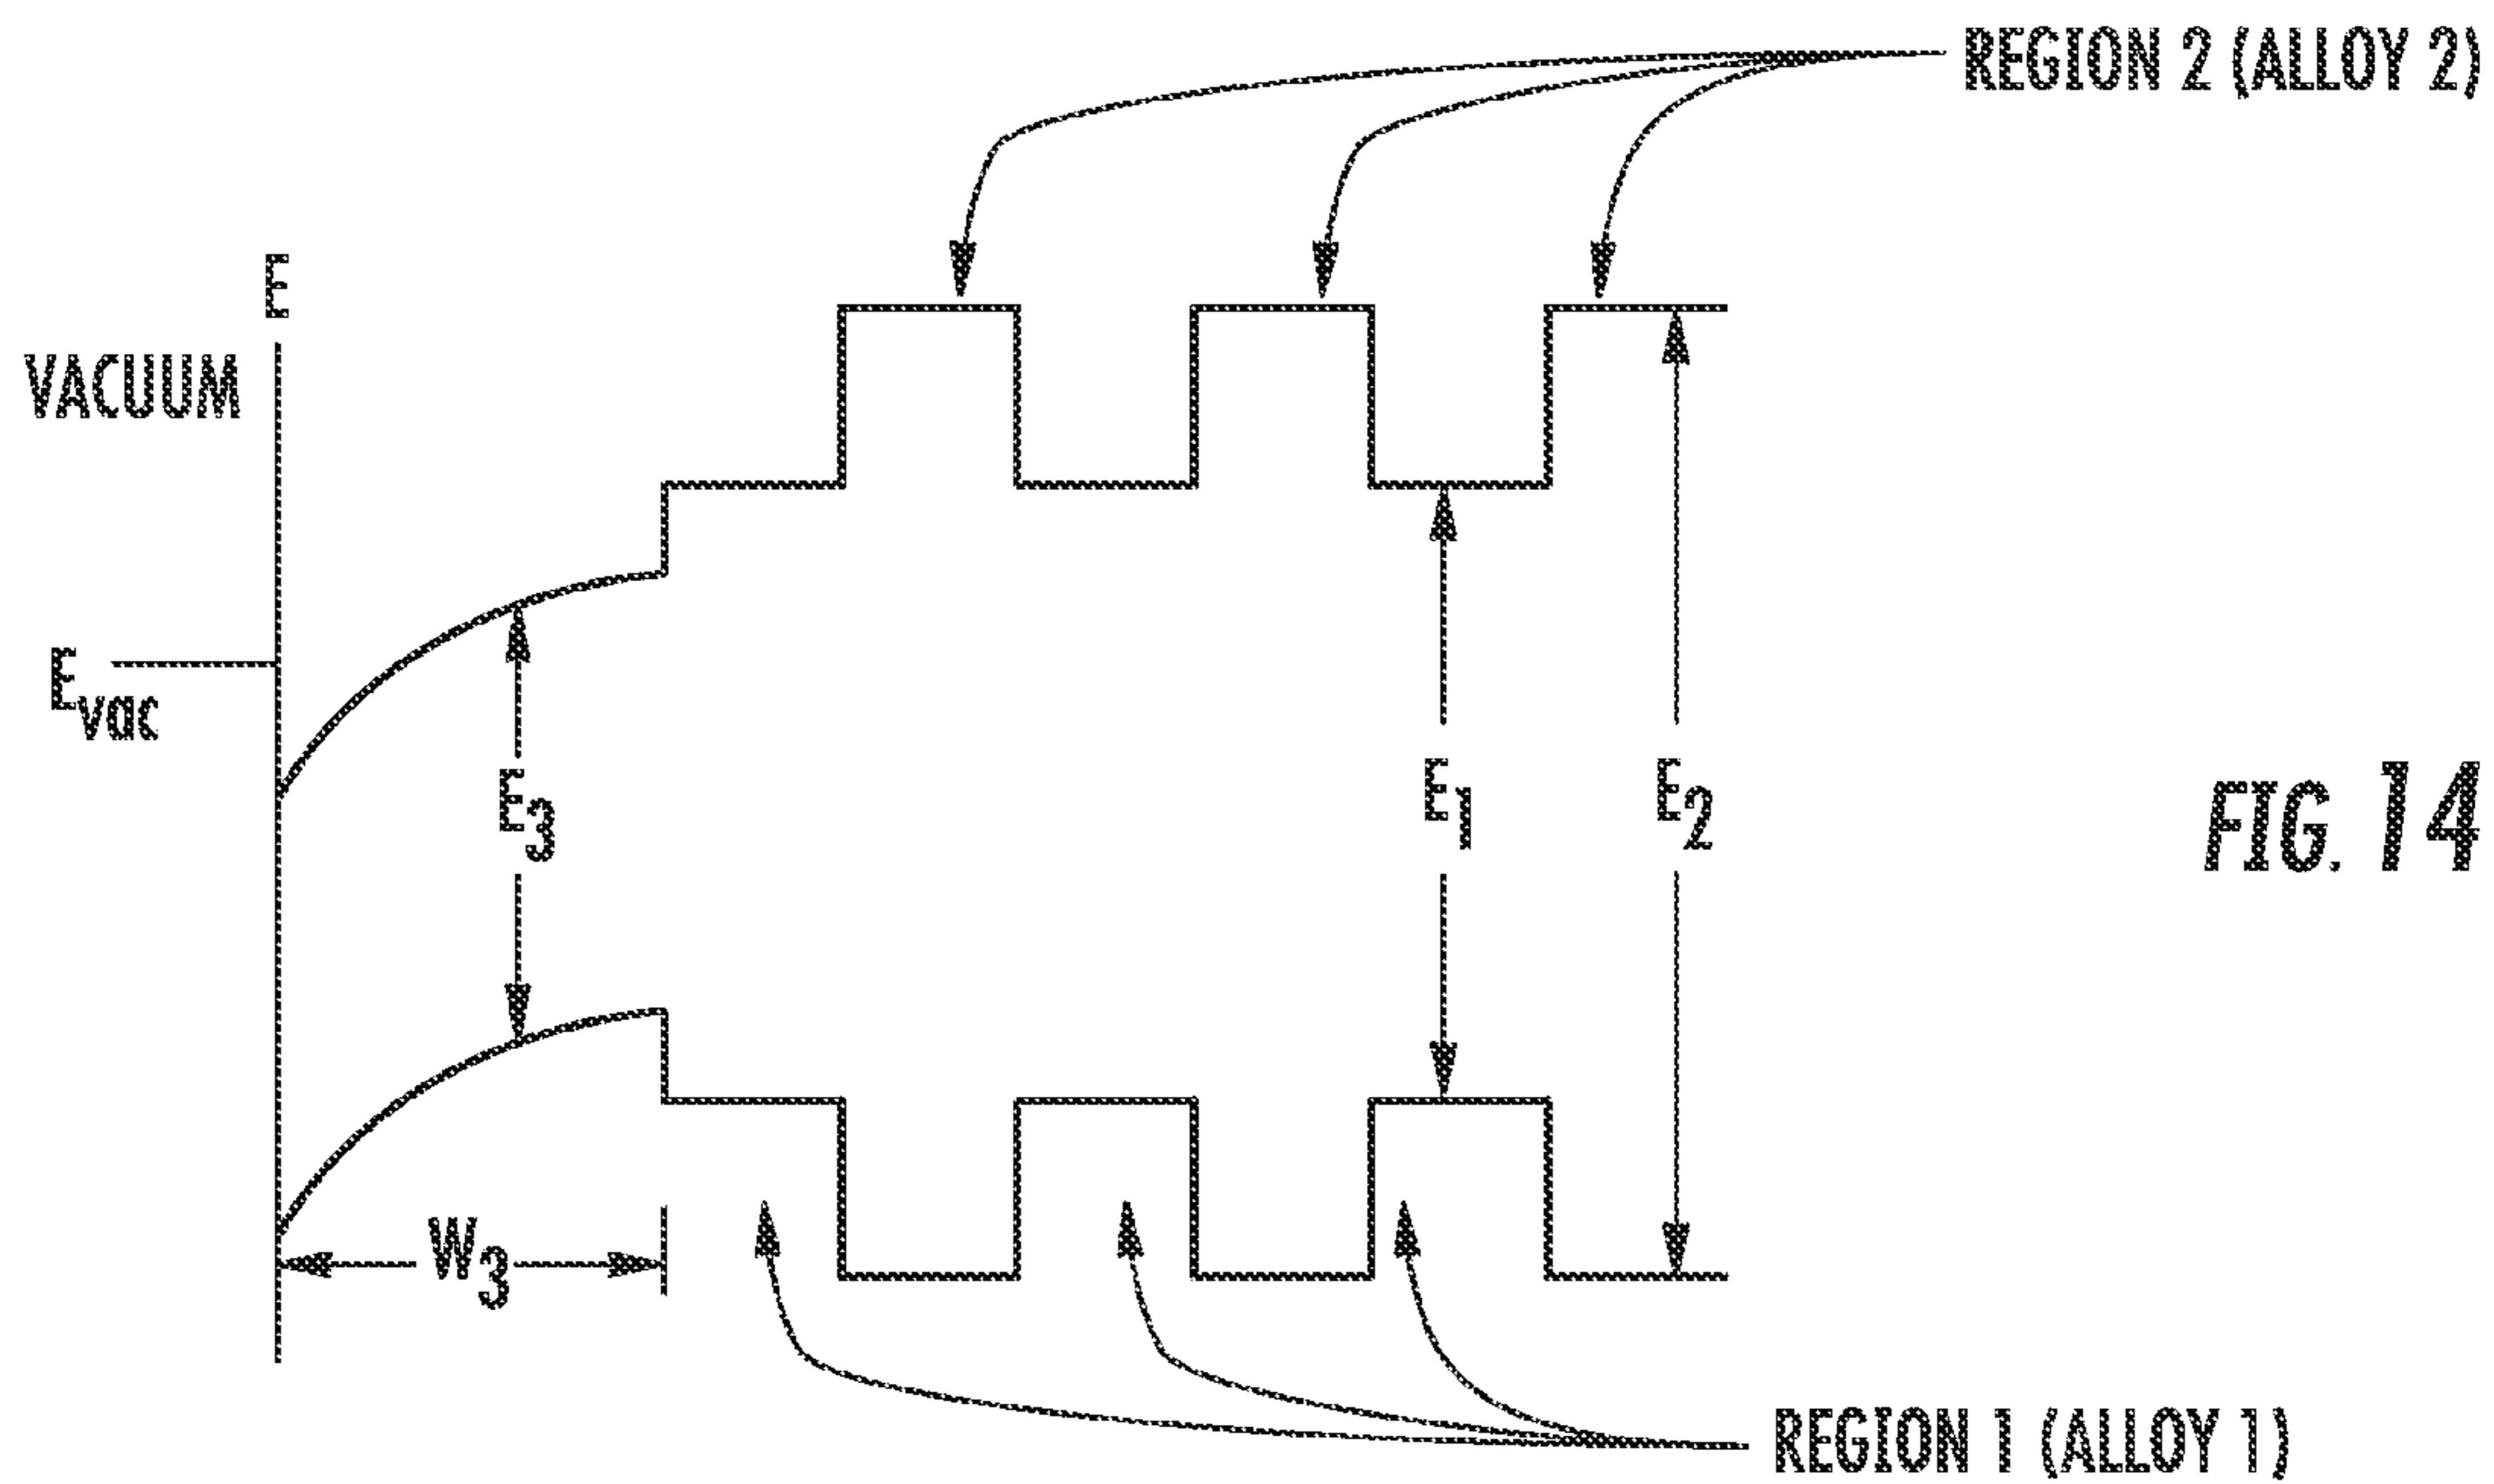 REGION 2 (ALLOY 2)
E
VACUUM
Evac
E3
E1
E2
FIG. 14
W3
REGION 1 (ALLOY 1)